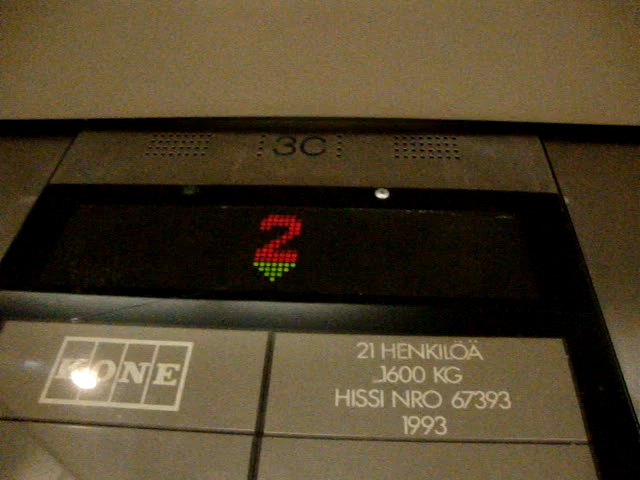 3C
2
KONE
21 HENKILÖÄ
1600 KG
HISSI NRO 67393
1993